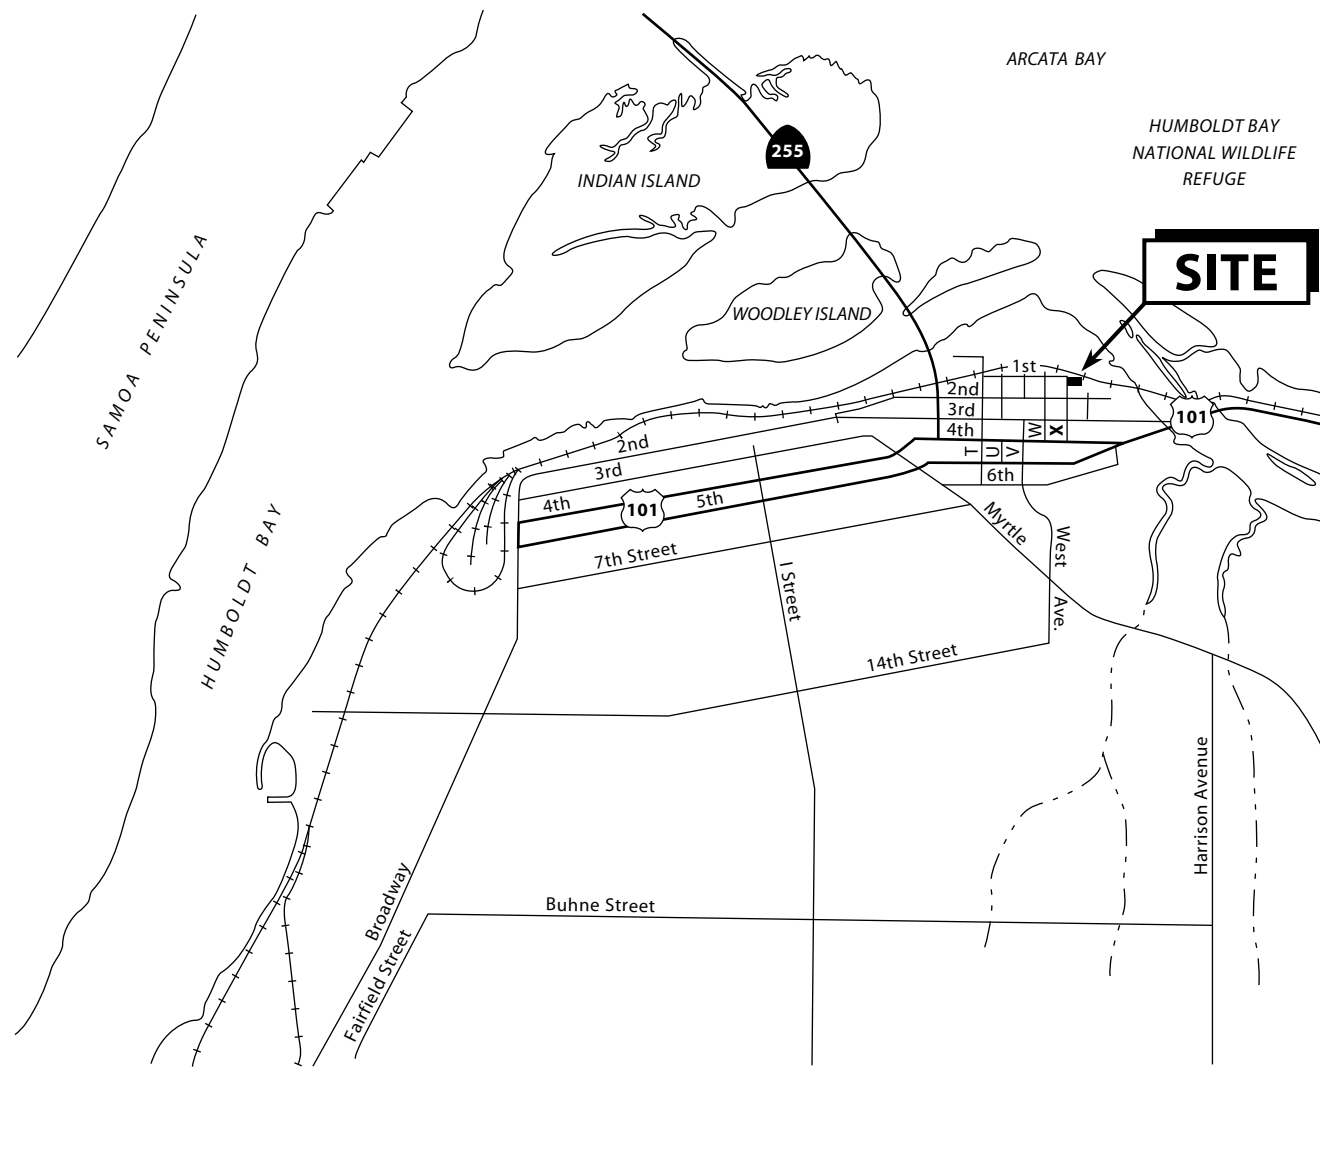 ARCATA BAY
HUMBOLDT BAY
NATIONAL WILDLIFE
REFUGE
255
INDIAN ISLAND
SITE
SAMOA PENINSULA
WOODLEY ISLAND
1st
2nd
3rd
4th
101
W
X
T
U
V
6th
2nd
3rd
4th
101
5th
7th Street
Myrtle
West
Ave.
I Street
HUMBOLDT BAY
14th Street
Harrison Avenue
Broadway
Buhne Street
Fairfield Street